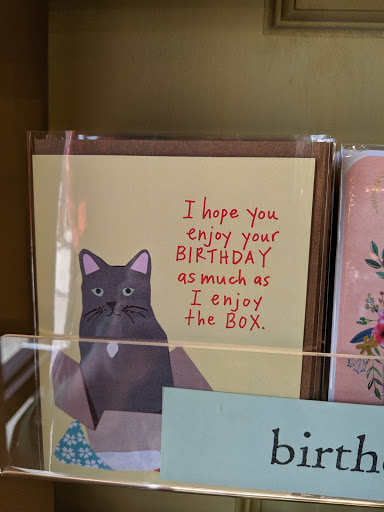 I hope you
enjoy your
BIRTHDAY
as much as
I enjoy
the BOX.
birth